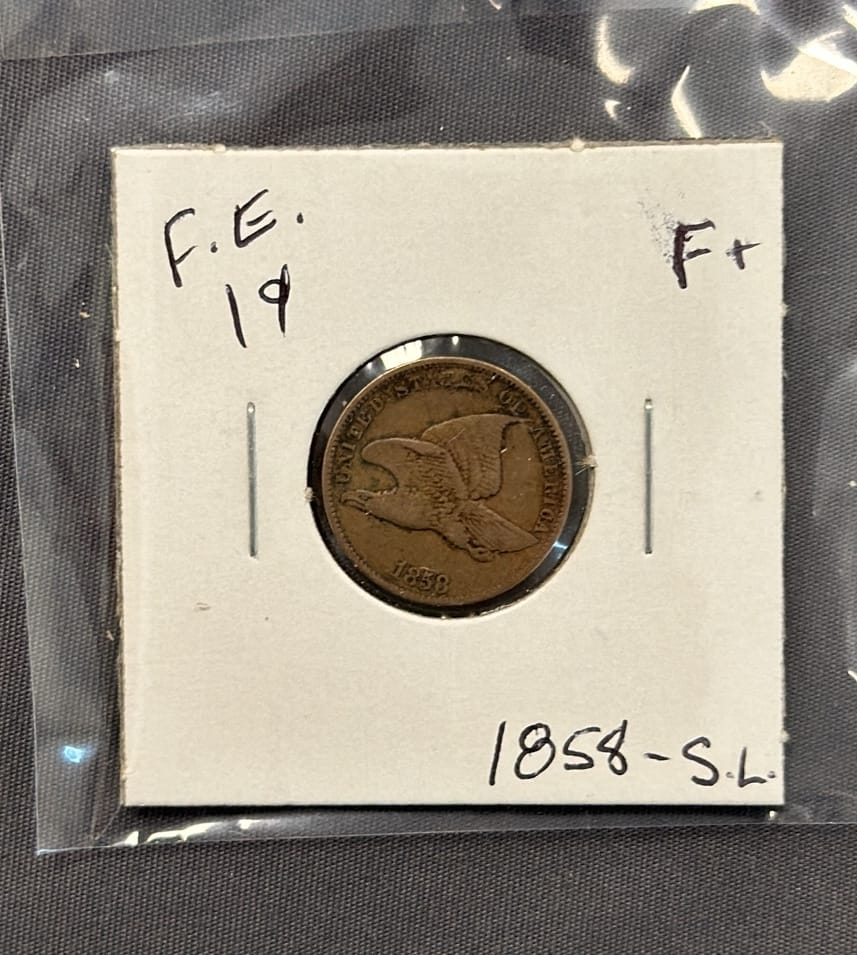 F.E.
1¢
F+
UNITED STATES OF AMERICA
1858
1858-S.L.